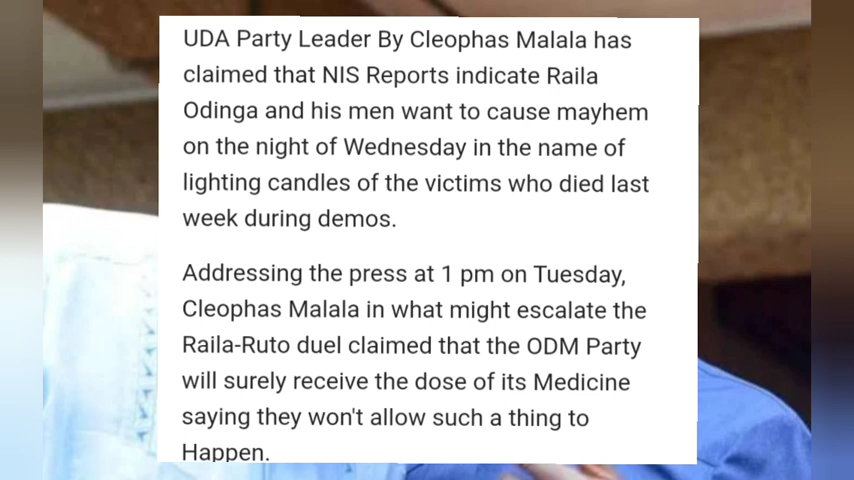 UDA Party Leader By Cleophas Malala has
claimed that NIS Reports indicate Raila
Odinga and his men want to cause mayhem
on the night of Wednesday in the name of
lighting candles of the victims who died last
week during demos.
Addressing the press at 1 pm on Tuesday,
Cleophas Malala in what might escalate the
Raila-Ruto duel claimed that the ODM Party
will surely receive the dose of its Medicine
saying they won't allow such a thing to
Happen.